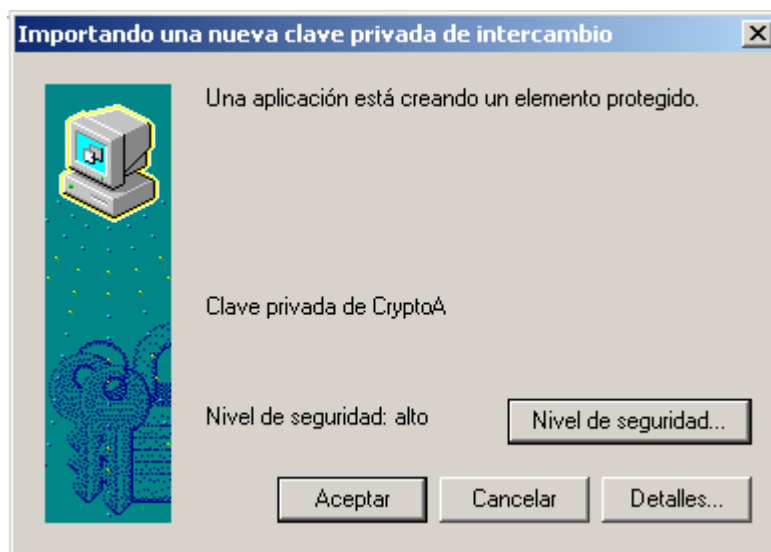 Importando una nueva clave privada de intercambio
Una aplicación está creando un elemento protegido.
Clave privada de CryptoA
Nivel de seguridad: alto
Nivel de seguridad...
Aceptar
Cancelar
Detalles...